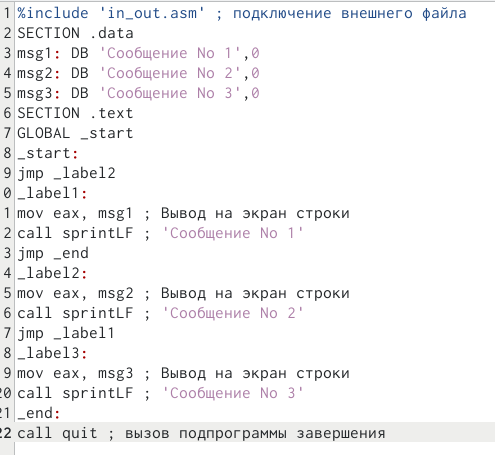 1 %include 'in_out.asm' ; подключение внешнего файла
2 SECTION .data
3 msg1: DB 'Сообщение No 1',0
4 msg2: DB 'Сообщение No 2',0
5 msg3: DB 'Сообщение No 3',0
6 SECTION .text
7 GLOBAL _start
8 _start:
9 jmp _label2
0 _label1:
1 mov eax, msg1 ; Вывод на экран строки
2 call sprintLF ; 'Сообщение No 1'
3 jmp _end
4 _label2:
5 mov eax, msg2 ; Вывод на экран строки
6 call sprintLF ; 'Сообщение No 2'
7 jmp _label1
8 _label3:
9 mov eax, msg3 ; Вывод на экран строки
20 call sprintLF ; 'Сообщение No 3'
21 _end:
22 call quit ; вызов подпрограммы завершения